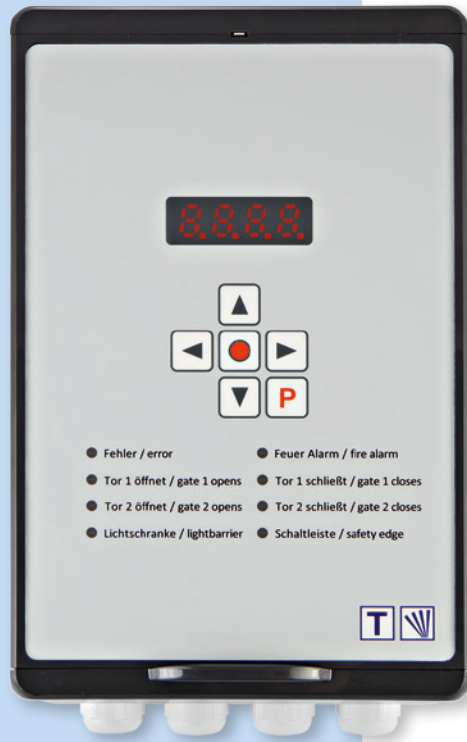 8.8.8.8.
P
Fehler / error
Feuer Alarm / fire alarm
Tor 1 öffnet / gate 1 opens
Tor 1 schließt / gate 1 closes
Tor 2 öffnet / gate 2 opens
Tor 2 schließt / gate 2 closes
Lichtschranke / lightbarrier
Schaltleiste / safety edge
T